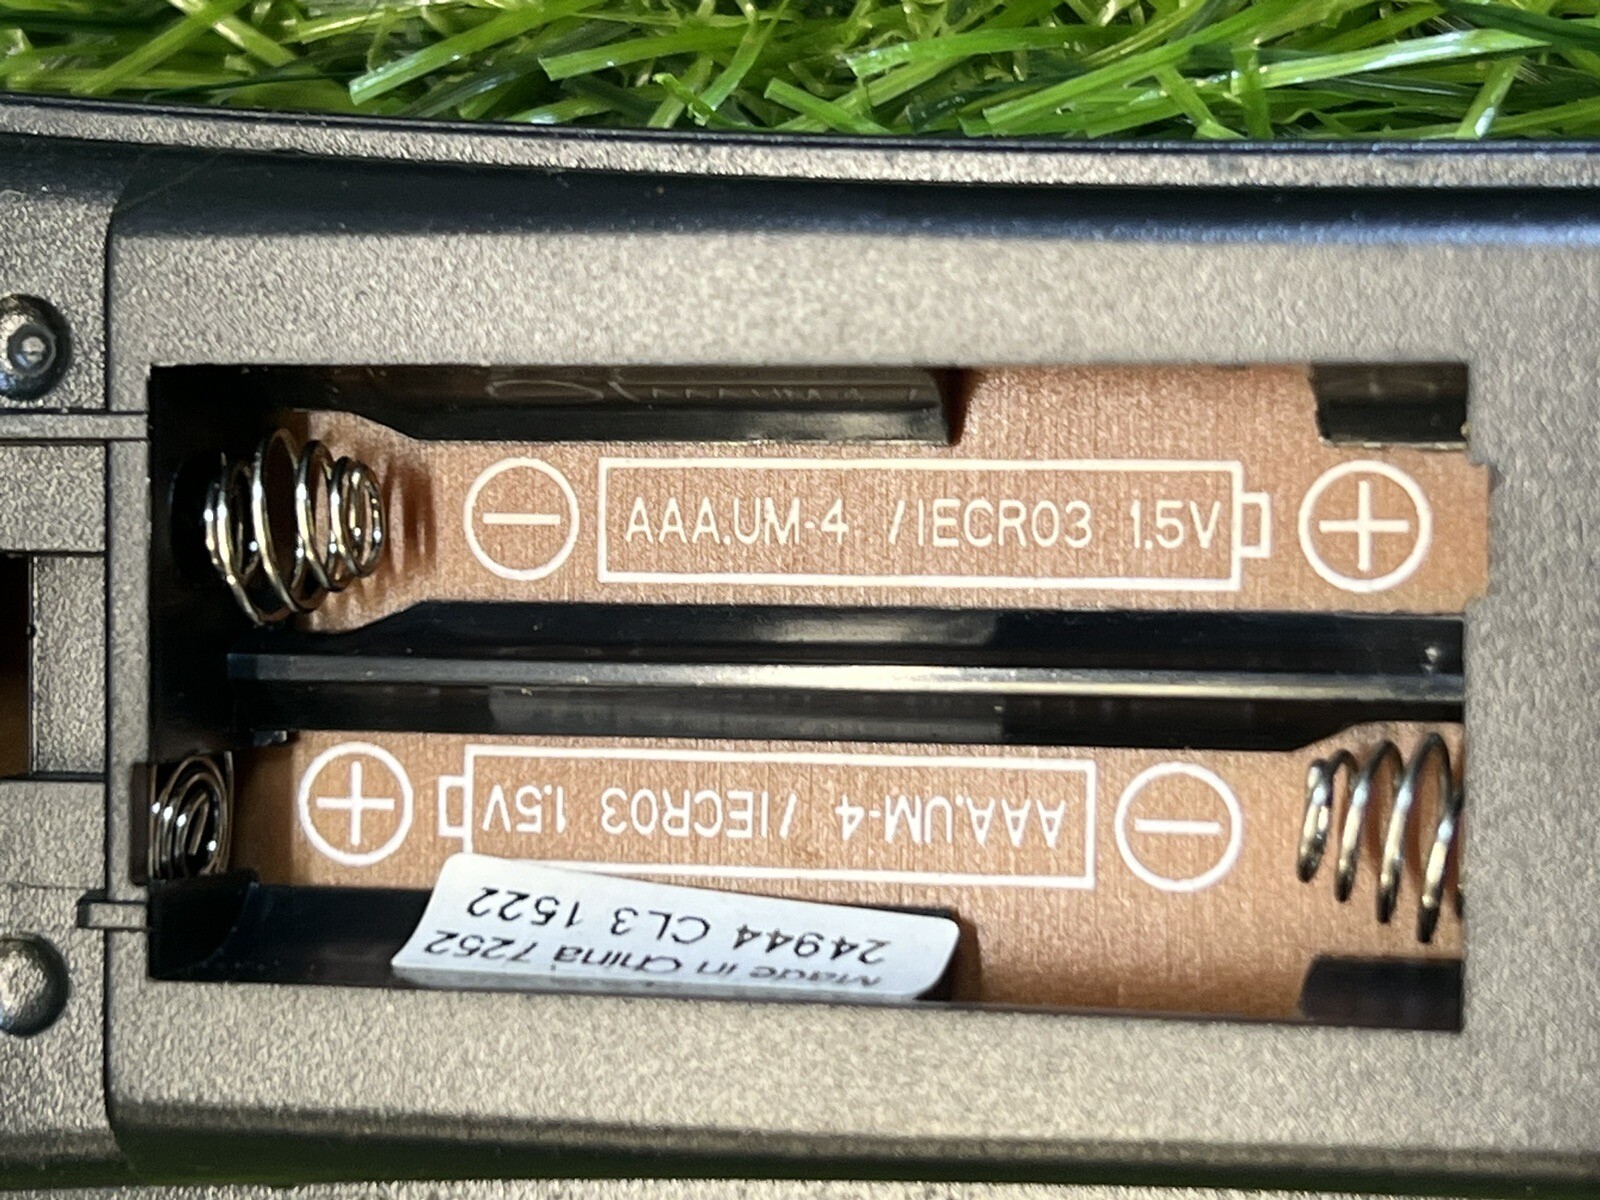 AAA.UM-4 /IECR03 1.5V
AAA.UM-4 /IECR03 1.5V
Made in China 7252
24944 CL3 1522